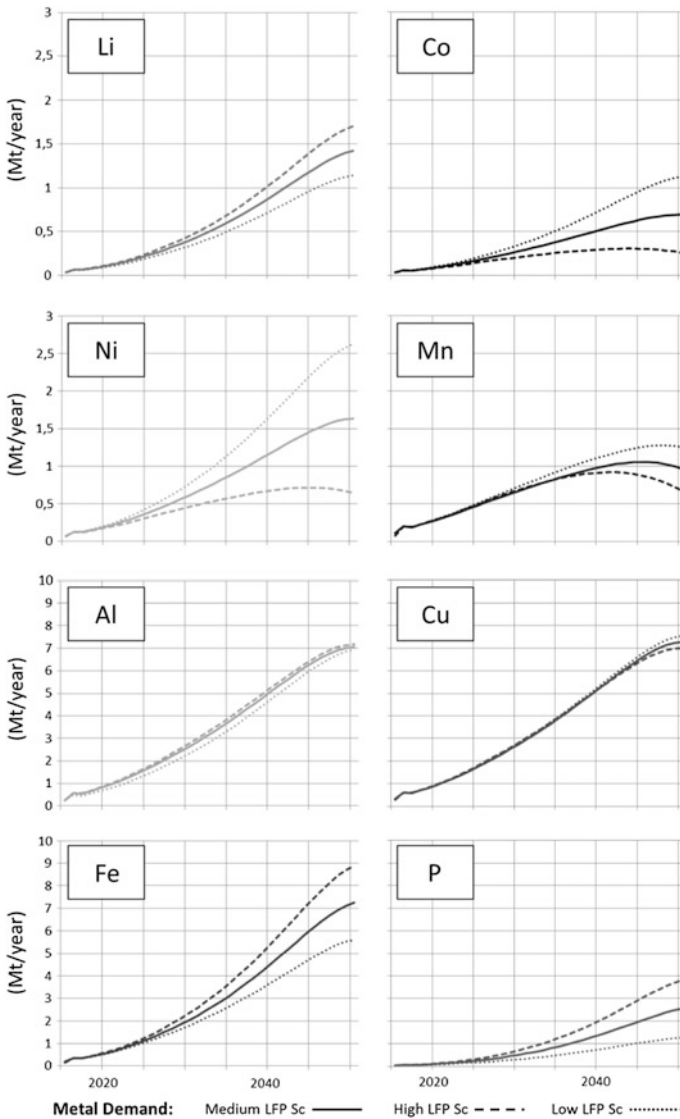 3
Li
Co
2,5
2
1,5
1
0,5
0
(Mt/year)
3
Ni
Mn
2,5
2
1,5
1
0,5
0
(Mt/year)
10
Al
Cu
9
8
7
6
5
4
3
2
1
0
(Mt/year)
10
Fe
P
9
8
7
6
5
4
3
2
1
0
(Mt/year)
2020 2040 2020 2040
Metal Demand: Medium LFP Sc High LFP Sc Low LFP Sc